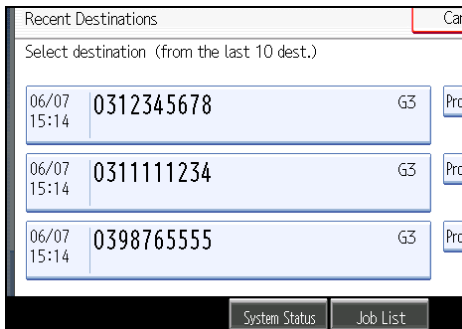 Recent Destinations
Select destination (from the last 10 dest.)
06/07 0312345678 G3
15:14
06/07 0311111234 G3
15:14
06/07 0398765555 G3
15:14
System Status Job List